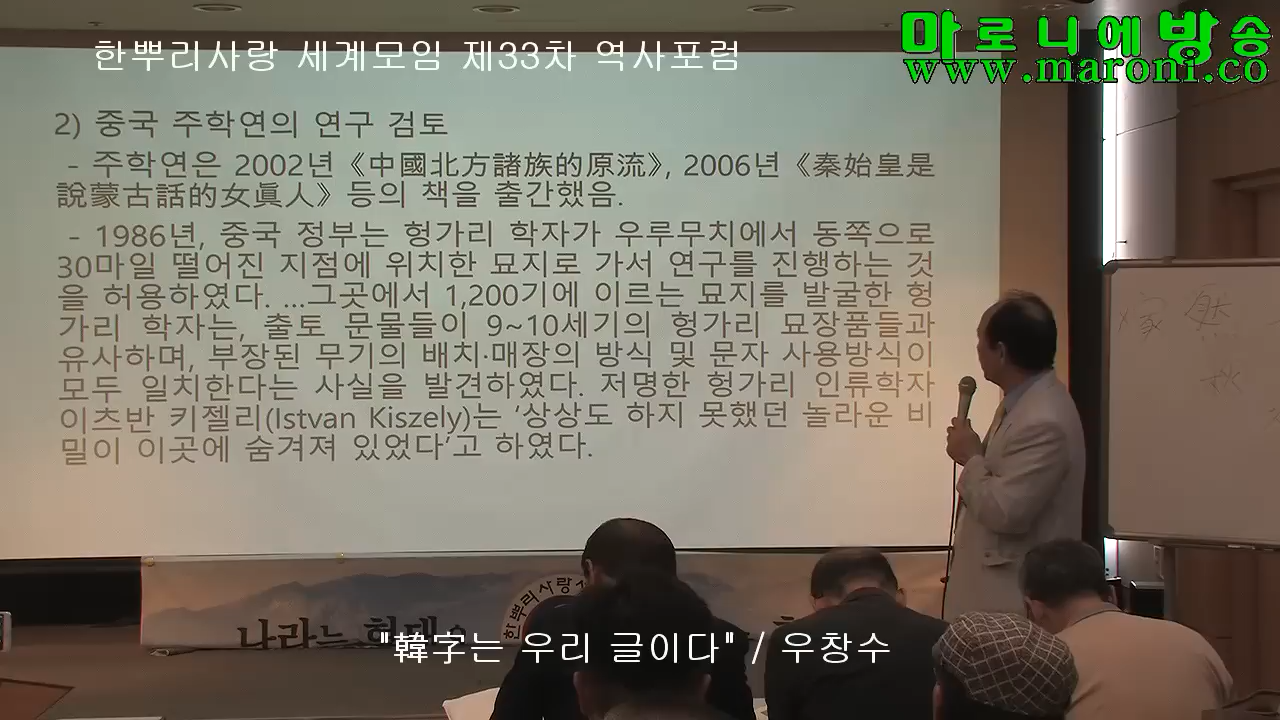 한뿌리사랑 세계모임 제33차 역사포럼
마로니에방송
www.maroni.co
2) 중국 주학연의 연구 검토
- 주학연은 2002년《中國北方諸族的原流》, 2006년《秦始皇是
說蒙古話的女眞人》등의 책을 출간했음.
- 1986년, 중국 정부는 헝가리 학자가 우루무치에서 동쪽으로
30마일 떨어진 지점에 위치한 묘지로 가서 연구를 진행하는 것
을 허용하였다. …그곳에서 1,200기에 이르는 묘지를 발굴한 헝
가리 학자는, 출토 문물들이 9~10세기의 헝가리 묘장품들과
유사하며, 부장된 무기의 배치·매장의 방식 및 문자 사용방식이
모두 일치한다는 사실을 발견하였다. 저명한 헝가리 인류학자
이츠반 키젤리(Istvan Kiszely)는 ‘상상도 하지 못했던 놀라운 비
밀이 이곳에 숨겨져 있었다’고 하였다.
한뿌리사랑
나라는
"韓字는 우리 글이다" / 우창수